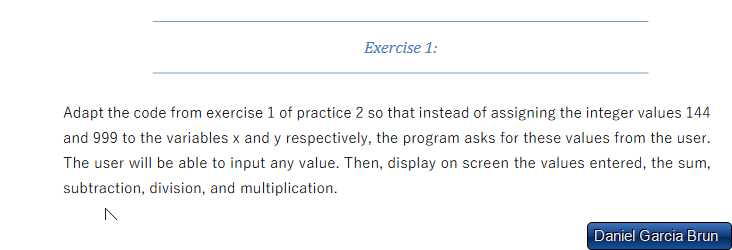 Exercise 1:
Adapt the code from exercise 1 of practice 2 so that instead of assigning the integer values 144
and 999 to the variables x and y respectively, the program asks for these values from the user.
The user will be able to input any value. Then, display on screen the values entered, the sum,
subtraction, division, and multiplication.
Daniel Garcia Brun